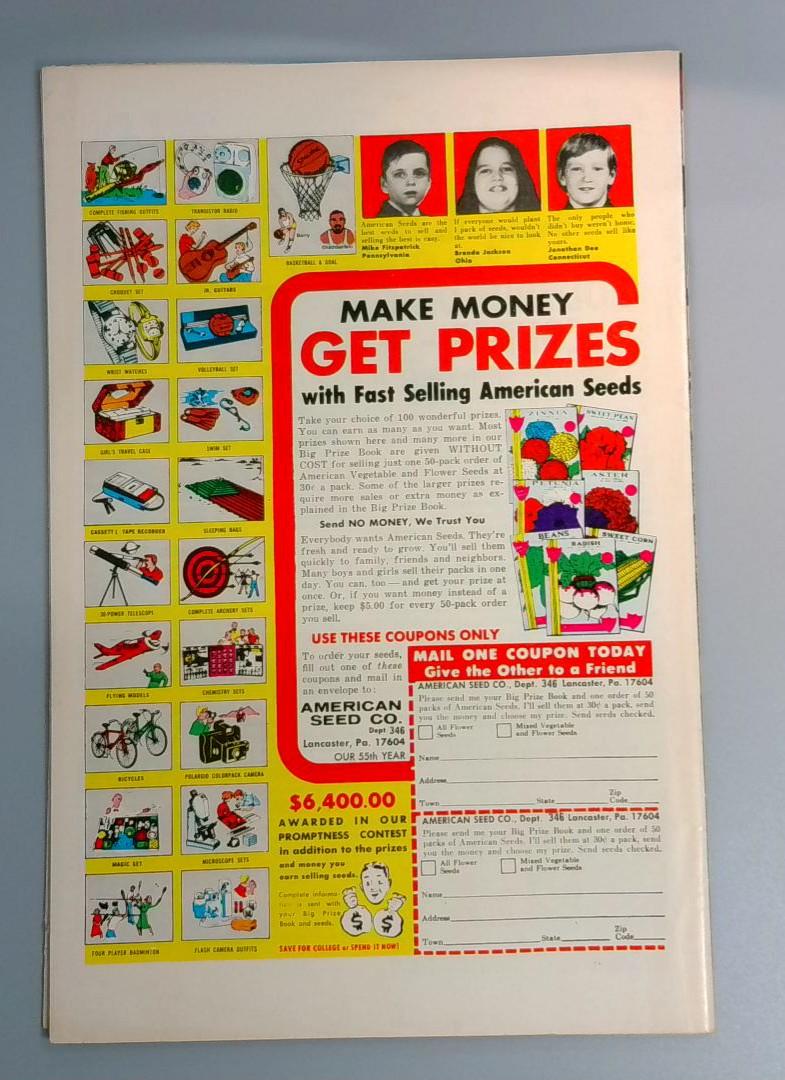 COMPLETE FISHING OUTFITS
TRANSISTOR RADIO
CROQUET SET
JR. GUITARS
WRIST WATCHES
VOLLEYBALL SET
GIRL'S TRAVEL CASE
SWIM SET
CASSETTE TAPE RECORDER
SLEEPING BAGS
30-POWER TELESCOPE
COMPLETE ARCHERY SETS
FLYING MODELS
CHEMISTRY SETS
BICYCLES
POLAROID COLORPACK CAMERA
MAGIC SET
MICROSCOPE SETS
FOUR PLAYER BADMINTON
FLASH CAMERA OUTFITS
Spalding
Barry
Chamberlain
BASKETBALL & GOAL
American Seeds are the
best seeds to sell and
selling the best is easy.
Mike Fitzpatrick
Pennsylvania
If everyone would plant
1 pack of seeds, wouldn't
the world be nice to look
at.
Brenda Jackson
Ohio
The only people who
didn't buy weren't home.
No other seeds sell like
yours.
Jonathan Dee
Connecticut
MAKE MONEY
GET PRIZES
with Fast Selling American Seeds
Take your choice of 100 wonderful prizes.
You can earn as many as you want. Most
prizes shown here and many more in our
Big Prize Book are given WITHOUT
COST for selling just one 50-pack order of
American Vegetable and Flower Seeds at
30¢ a pack. Some of the larger prizes re-
quire more sales or extra money as ex-
plained in the Big Prize Book.
Send NO MONEY, We Trust You
Everybody wants American Seeds. They're
fresh and ready to grow. You'll sell them
quickly to family, friends and neighbors.
Many boys and girls sell their packs in one
day. You can, too — and get your prize at
once. Or, if you want money instead of a
prize, keep $5.00 for every 50-pack order
you sell.
ZINNIA
SWEET PEAS
PETUNIA
ASTER
BEANS
RADISH
SWEET CORN
USE THESE COUPONS ONLY
To order your seeds,
fill out one of these
coupons and mail in
an envelope to:
AMERICAN
SEED CO.
Dept. 346
Lancaster, Pa. 17604
OUR 55th YEAR
MAIL ONE COUPON TODAY
Give the Other to a Friend
AMERICAN SEED CO., Dept. 346 Lancaster, Pa. 17604
Please send me your Big Prize Book and one order of 50
packs of American Seeds. I'll sell them at 30¢ a pack, send
you the money and choose my prize. Send seeds checked.
All Flower
Seeds
Mixed Vegetable
and Flower Seeds
Name
Address
Town State Zip Code
AMERICAN SEED CO., Dept. 346 Lancaster, Pa. 17604
Please send me your Big Prize Book and one order of 50
packs of American Seeds. I'll sell them at 30¢ a pack, send
you the money and choose my prize. Send seeds checked.
All Flower
Seeds
Mixed Vegetable
and Flower Seeds
Name
Address
Town State Zip Code
$6,400.00
AWARDED IN OUR
PROMPTNESS CONTEST
in addition to the prizes
and money you
earn selling seeds.
Complete informa-
tion is sent with
your Big Prize
Book and seeds.
$ $
SAVE FOR COLLEGE or SPEND IT NOW!